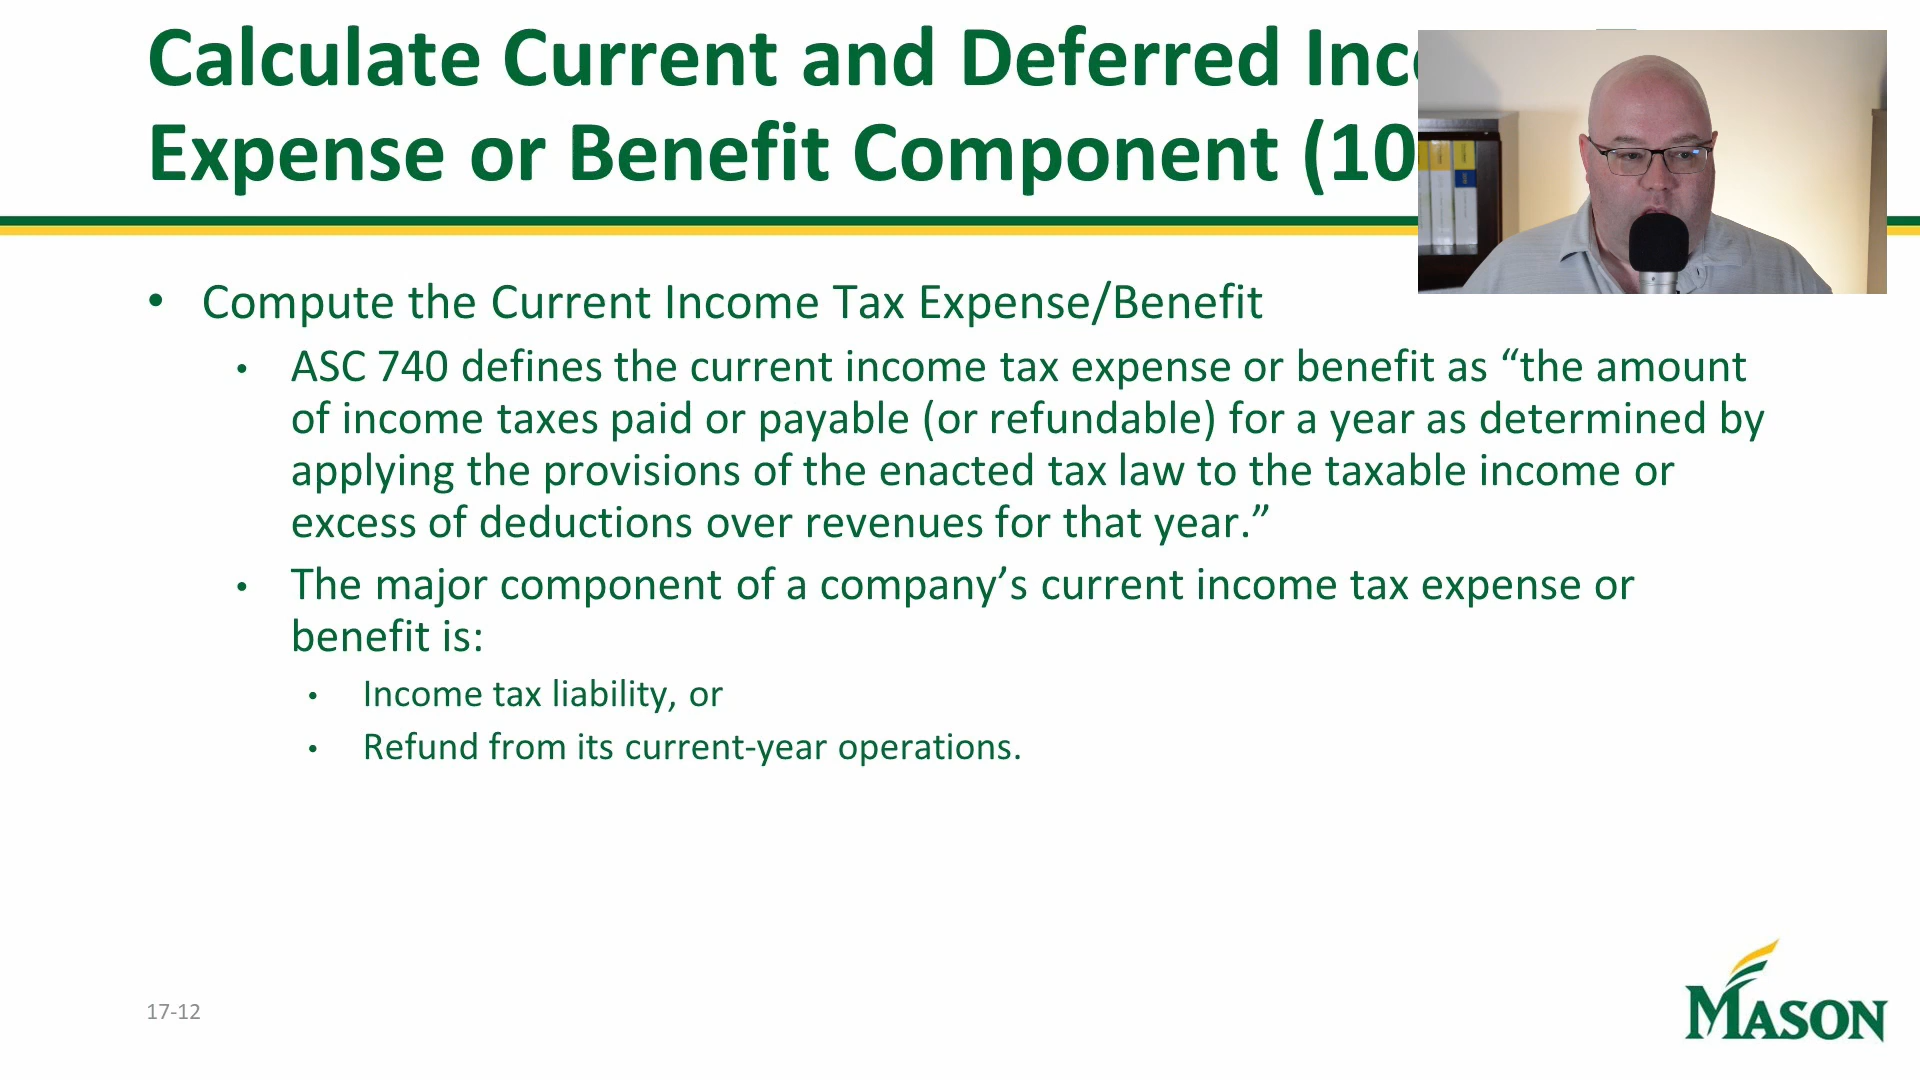 Calculate Current and Deferred
Expense or Benefit Component (10
• Compute the Current Income Tax Expense/Benefit
• ASC 740 defines the current income tax expense or benefit as “the amount
of income taxes paid or payable (or refundable) for a year as determined by
applying the provisions of the enacted tax law to the taxable income or
excess of deductions over revenues for that year.”
• The major component of a company’s current income tax expense or
benefit is:
• Income tax liability, or
• Refund from its current-year operations.
17-12
MASON